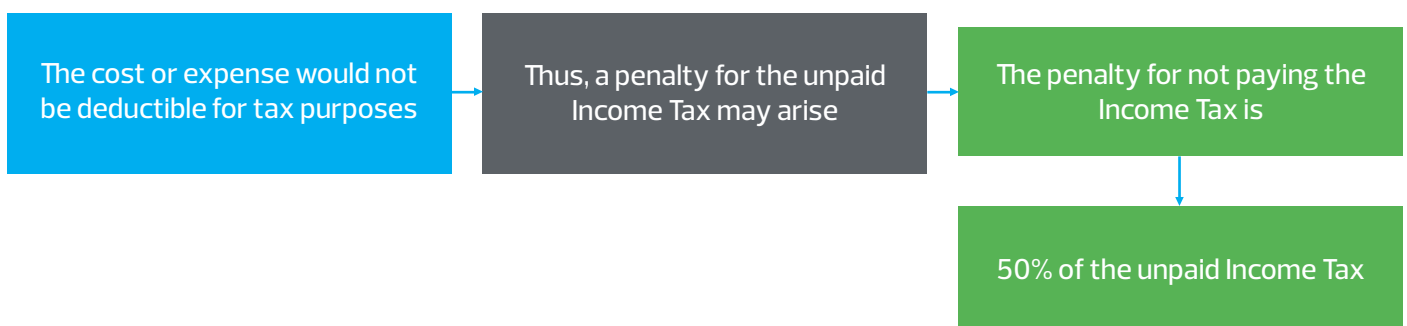 The cost or expense would not
be deductible for tax purposes
Thus, a penalty for the unpaid
Income Tax may arise
The penalty for not paying the
Income Tax is
50% of the unpaid Income Tax